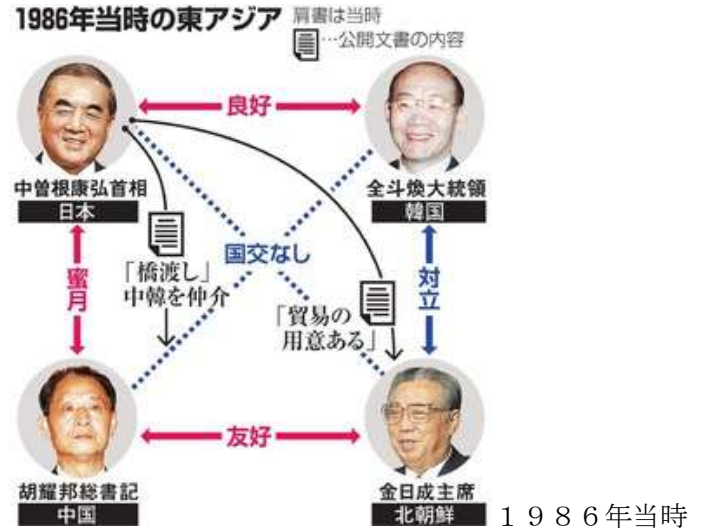 1986年当時の東アジア
肩書は当時
…公開文書の内容
良好
中曽根康弘首相
日本
全斗煥大統領
韓国
国交なし
蜜月
「橋渡し」
中韓を仲介
対立
「貿易の
用意ある」
友好
胡耀邦総書記
中国
金日成主席
北朝鮮
１９８６年当時